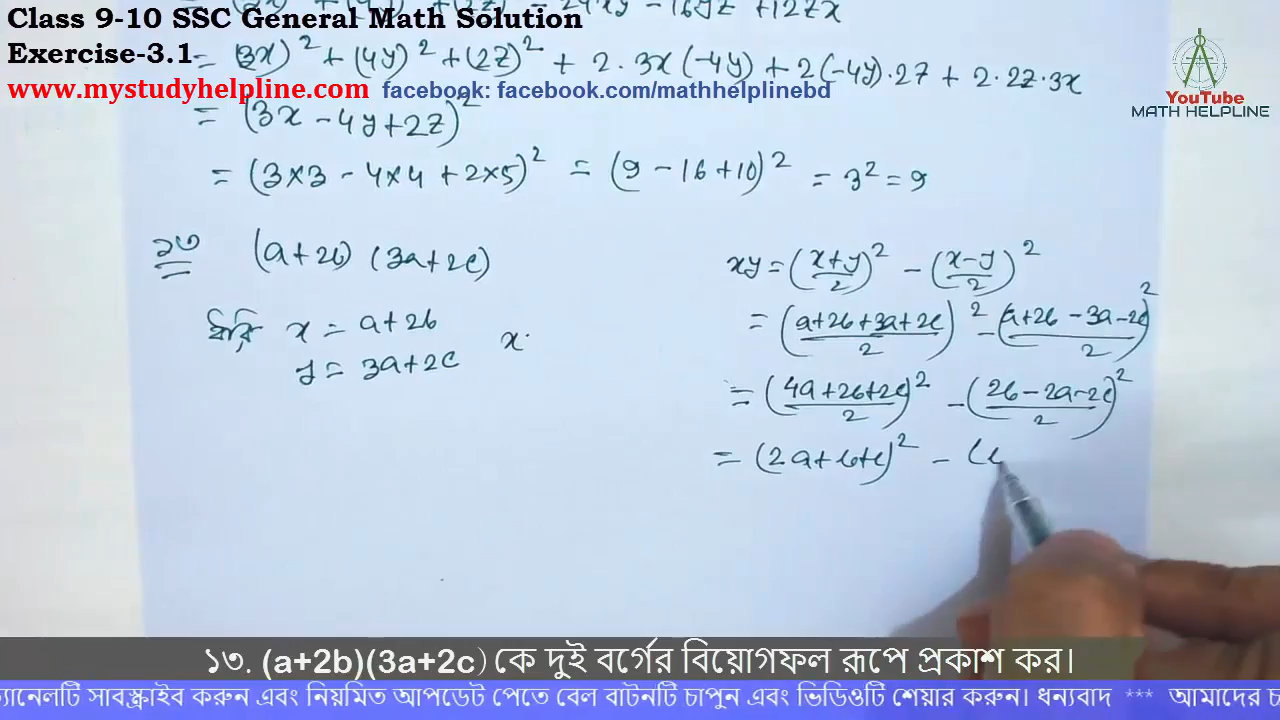 Class 9-10 SSC General Math Solution
Exercise-3.1
= (3x)² + (4y)² + (2z)² + 2·3x(-4y) + 2(-4y)·2z + 2·2z·3x
www.mystudyhelpline.com facebook: facebook.com/mathhelplinebd
YouTube
MATH HELPLINE
= (3x - 4y + 2z)²
= (3×3 - 4×4 + 2×5)² = (9 - 16 + 10)² = 3² = 9
১৩ (a+2b) (3a+2c)
ধরি x = a+2b
y = 3a+2c
x·
xy = ((x+y)/2)² - ((x-y)/2)²
= ((a+2b+3a+2c)/2)² - ((a+2b-3a-2c)/2)²
= ((4a+2b+2c)/2)² - ((2b-2a-2c)/2)²
= (2a+b+c)² - (
১৩. (a+2b)(3a+2c) কে দুই বর্গের বিয়োগফল রূপে প্রকাশ কর।
চ্যানেলটি সাবস্ক্রাইব করুন এবং নিয়মিত আপডেট পেতে বেল বাটনটি চাপুন এবং ভিডিওটি শেয়ার করুন। ধন্যবাদ *** আমাদের